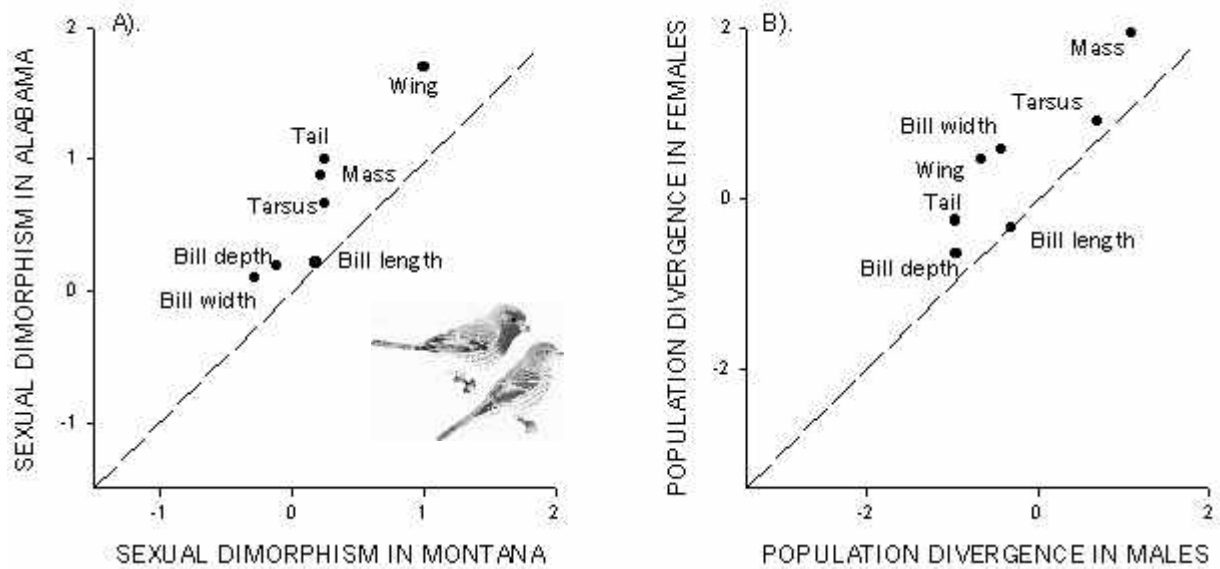 A).
SEXUAL DIMORPHISM IN ALABAMA
2
1
0
-1
Wing
Tail
Mass
Tarsus
Bill depth
Bill length
Bill width
-1 0 1 2
SEXUAL DIMORPHISM IN MONTANA
B).
POPULATION DIVERGENCE IN FEMALES
2
0
-2
Mass
Tarsus
Bill width
Wing
Tail
Bill length
Bill depth
-2 0 2
POPULATION DIVERGENCE IN MALES